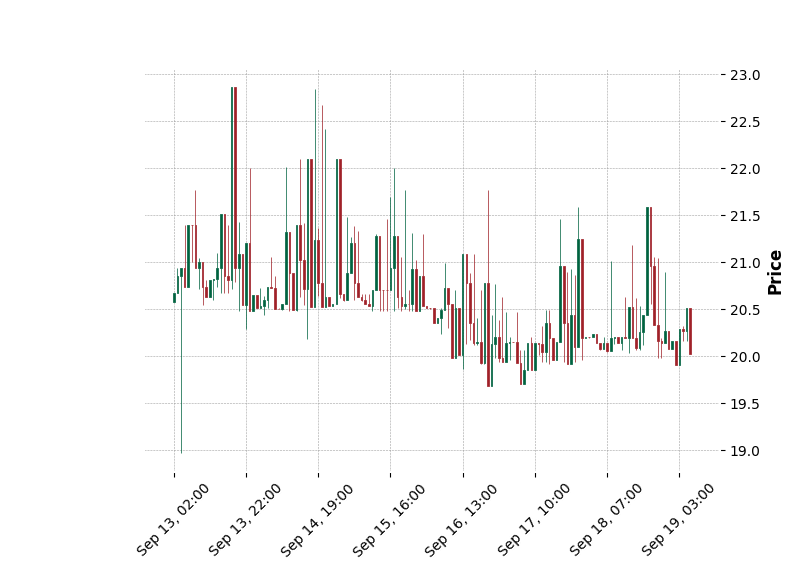 23.0
22.5
22.0
21.5
21.0
20.5
20.0
19.5
19.0
Price
Sep 13, 02:00
Sep 13, 22:00
Sep 14, 19:00
Sep 15, 16:00
Sep 16, 13:00
Sep 17, 10:00
Sep 18, 07:00
Sep 19, 03:00